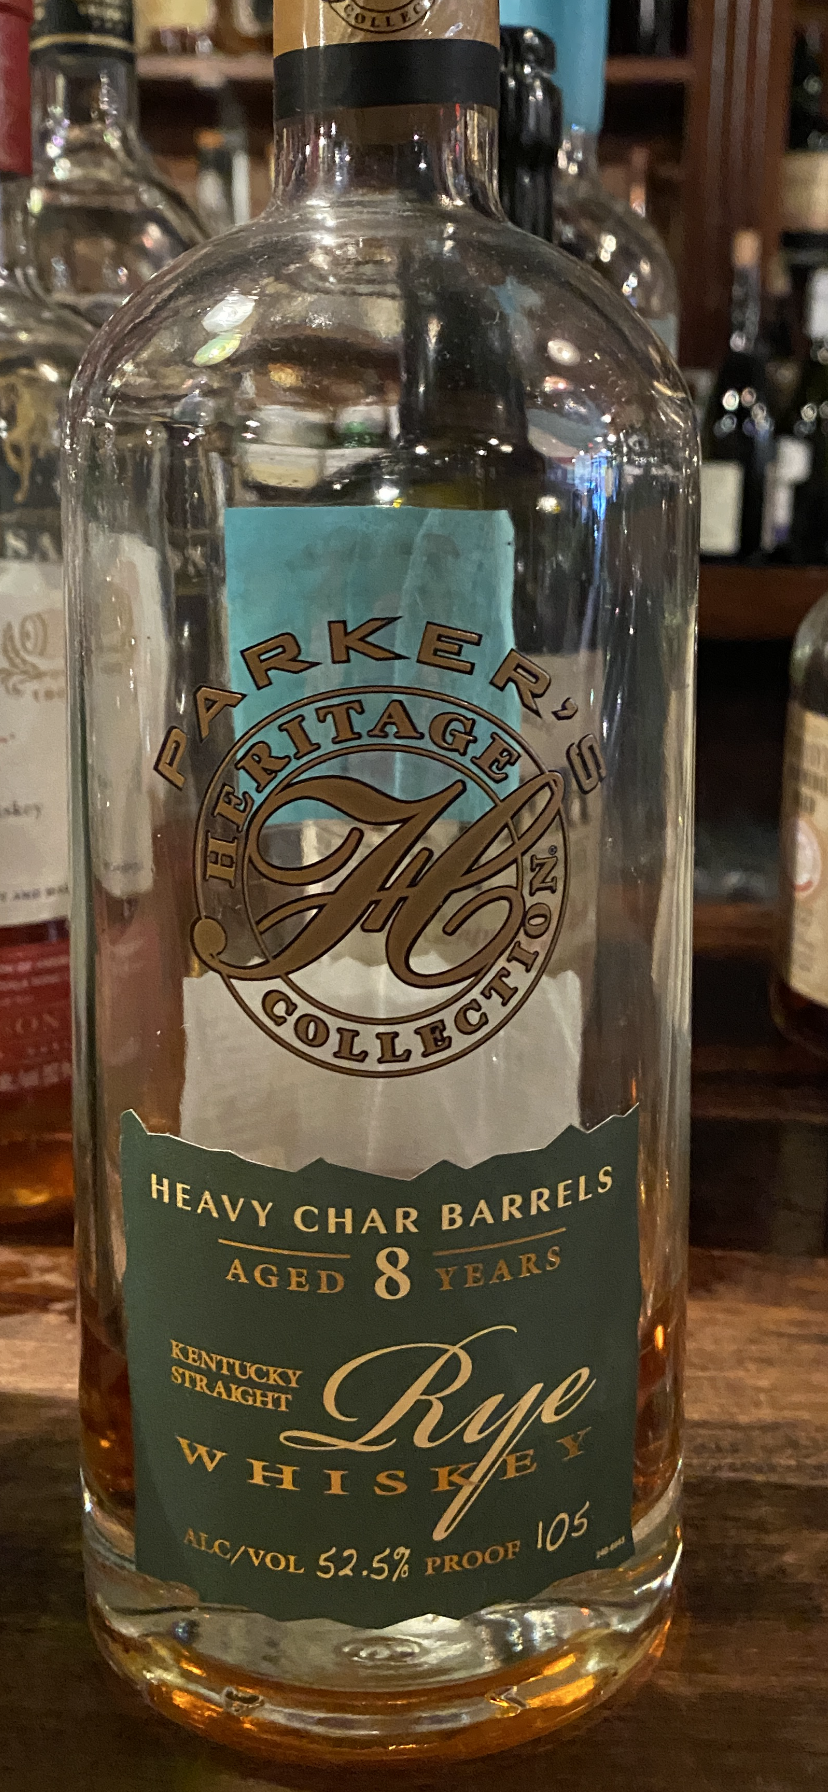 COLLEC
PARKER'S
HERITAGE
H
COLLECTION
HEAVY CHAR BARRELS
AGED 8 YEARS
KENTUCKY
STRAIGHT
Rye
WHISKEY
ALC/VOL 52.5% PROOF 105